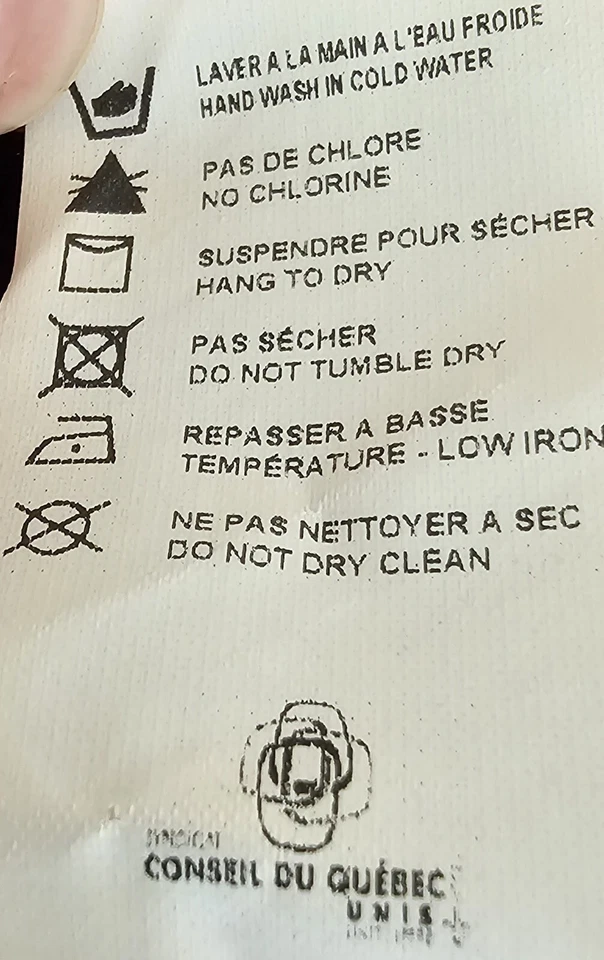 LAVER A LA MAIN A L'EAU FROIDE
HAND WASH IN COLD WATER
PAS DE CHLORE
NO CHLORINE
SUSPENDRE POUR SÉCHER
HANG TO DRY
PAS SÉCHER
DO NOT TUMBLE DRY
REPASSER A BASSE
TEMPÉRATURE - LOW IRON
NE PAS NETTOYER A SEC
DO NOT DRY CLEAN
SYNDICAT
CONSEIL DU QUÉBEC
UNIS